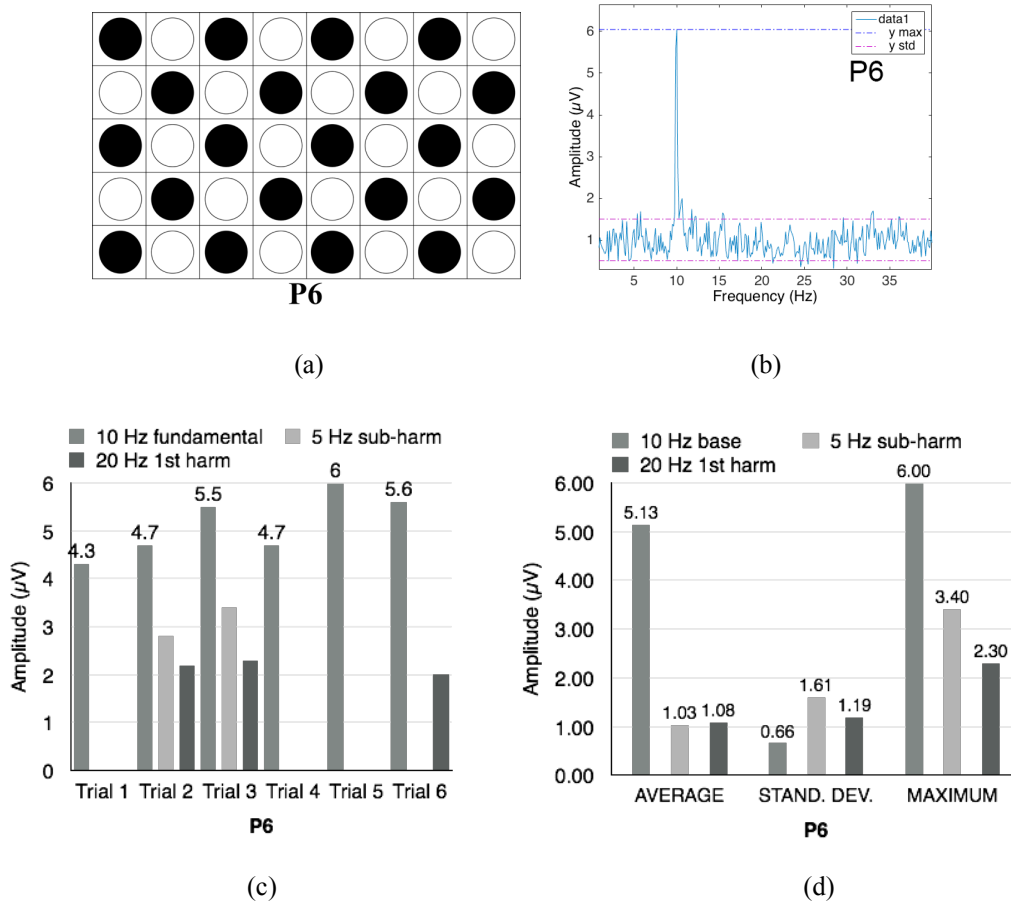 P6
(a)
data1
y max
y std
P6
6
5
4
3
2
1
Amplitude (µV)
5 10 15 20 25 30 35
Frequency (Hz)
(b)
10 Hz fundamental 5 Hz sub-harm
20 Hz 1st harm
6
5
4
3
2
1
0
Amplitude (µV)
4.3 4.7 5.5 4.7 6 5.6
Trial 1 Trial 2 Trial 3 Trial 4 Trial 5 Trial 6
P6
(c)
10 Hz base 5 Hz sub-harm
20 Hz 1st harm
6.00
5.00
4.00
3.00
2.00
1.00
0.00
Amplitude (µV)
5.13 1.03 1.08 0.66 1.61 1.19 6.00 3.40 2.30
AVERAGE STAND. DEV. MAXIMUM
P6
(d)